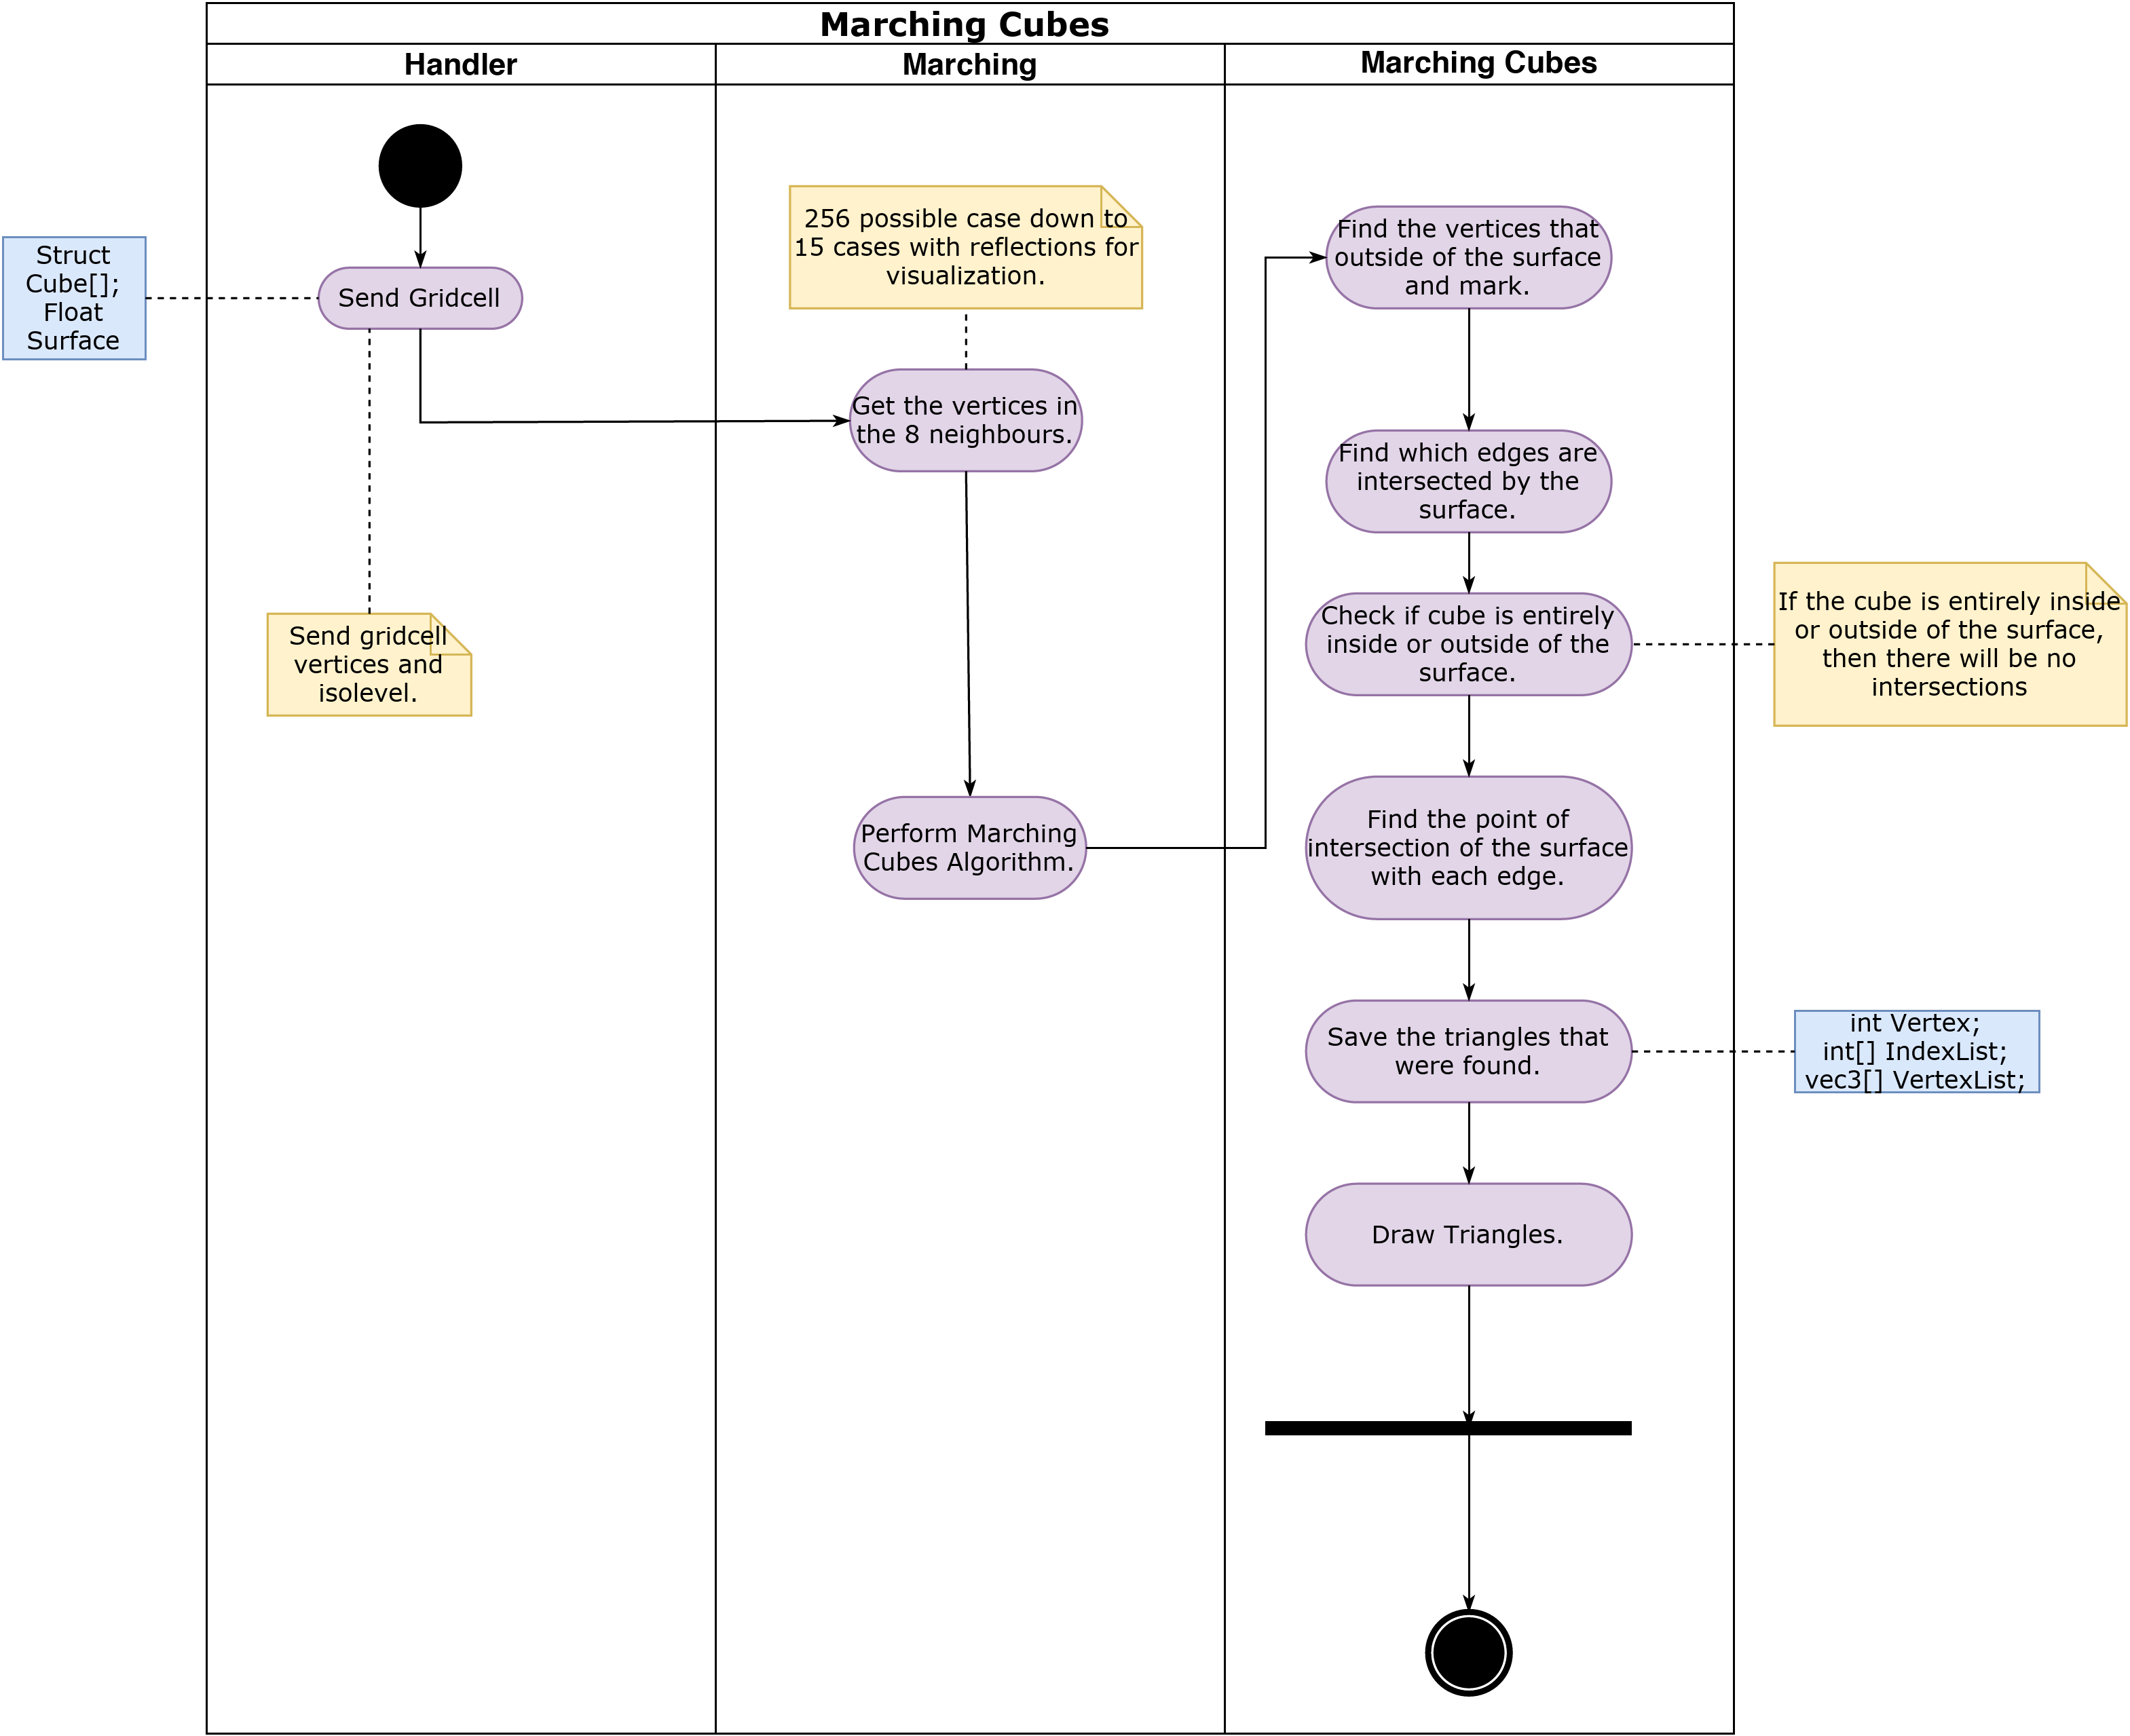 Marching Cubes
Handler
Marching
Marching Cubes
Struct
Cube[];
Float
Surface
Send Gridcell
Send gridcell
vertices and
isolevel.
256 possible case down to
15 cases with reflections for
visualization.
Get the vertices in
the 8 neighbours.
Perform Marching
Cubes Algorithm.
Find the vertices that
outside of the surface
and mark.
Find which edges are
intersected by the
surface.
Check if cube is entirely
inside or outside of the
surface.
If the cube is entirely inside
or outside of the surface,
then there will be no
intersections
Find the point of
intersection of the surface
with each edge.
Save the triangles that
were found.
int Vertex;
int[] IndexList;
vec3[] VertexList;
Draw Triangles.